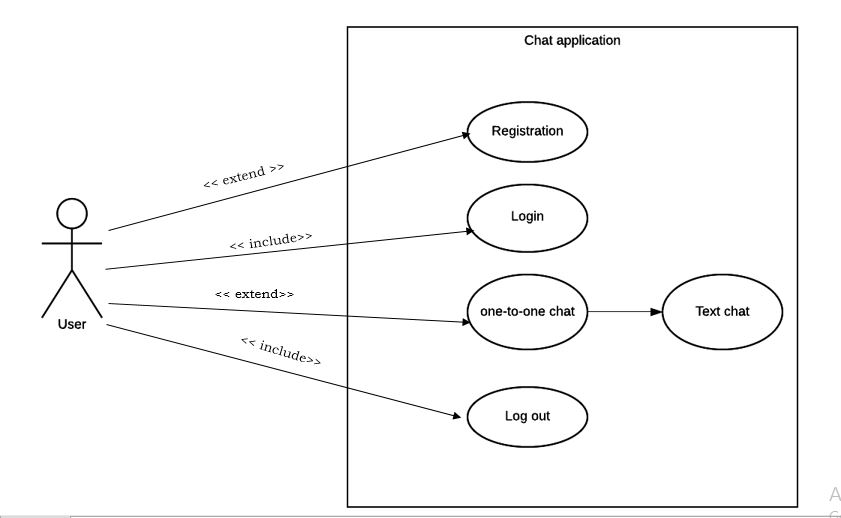 Chat application
Registration
<< extend >>
Login
<< include>>
<< extend>>
one-to-one chat
Text chat
User
<< include>>
Log out
A